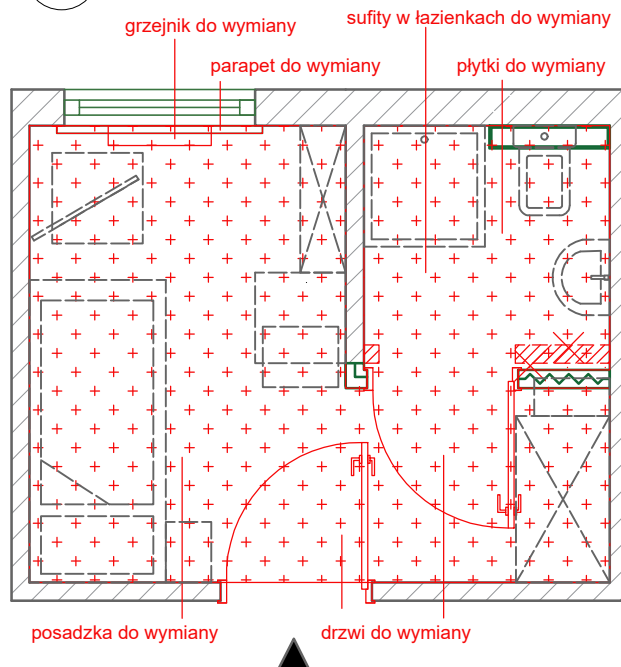 sufity w łazienkach do wymiany
grzejnik do wymiany
parapet do wymiany
płytki do wymiany
posadzka do wymiany
drzwi do wymiany